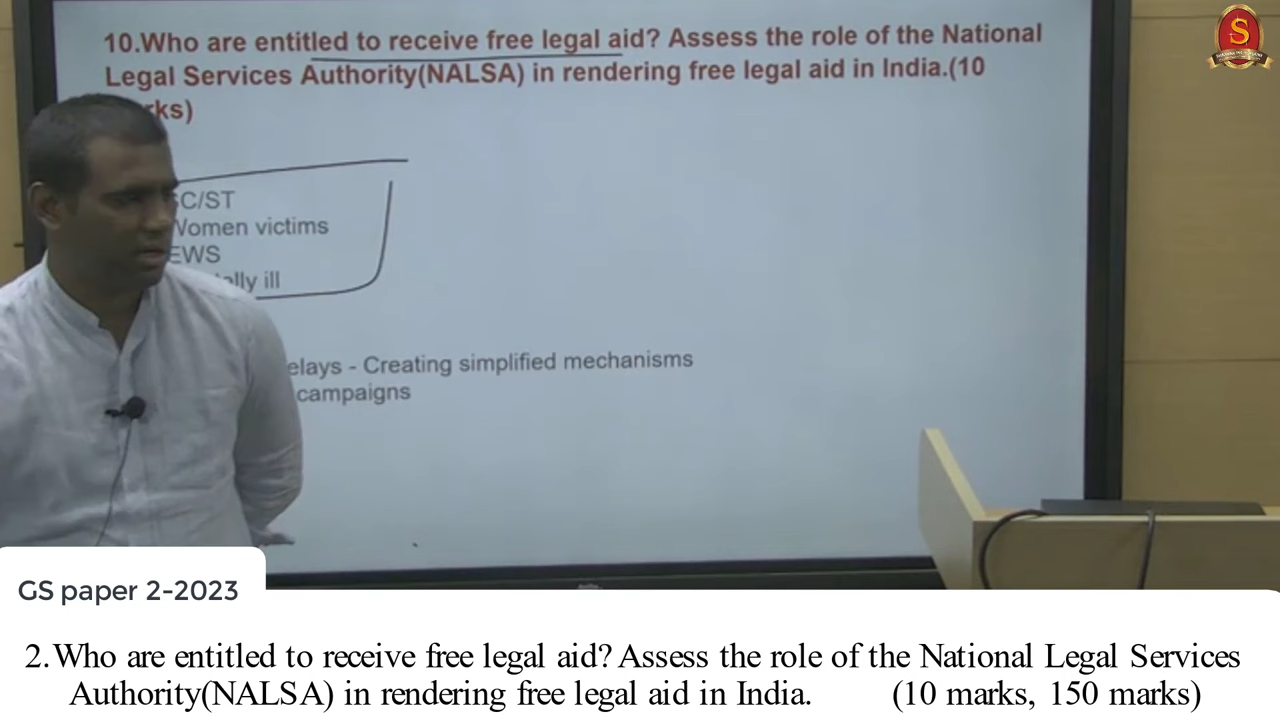 10.Who are entitled to receive free legal aid? Assess the role of the National
Legal Services Authority(NALSA) in rendering free legal aid in India.(10
ks)
C/ST
Women victims
EWS
ally ill
elays - Creating simplified mechanisms
campaigns
S
GS paper 2-2023
2.Who are entitled to receive free legal aid? Assess the role of the National Legal Services
Authority(NALSA) in rendering free legal aid in India. (10 marks, 150 marks)